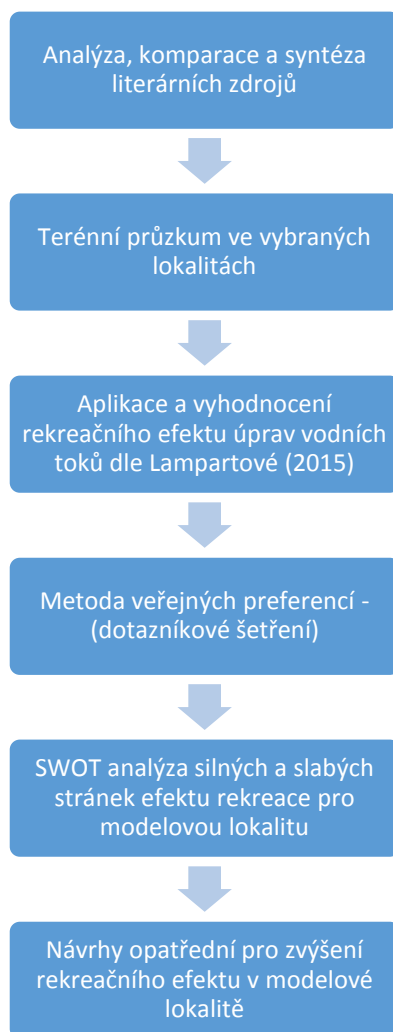 Analýza, komparace a syntéza
literárních zdrojů
Terénní průzkum ve vybraných
lokalitách
Aplikace a vyhodnocení
rekreačního efektu úprav vodních
toků dle Lampartové (2015)
Metoda veřejných preferencí -
(dotazníkové šetření)
SWOT analýza silných a slabých
stránek efektu rekreace pro
modelovou lokalitu
Návrhy opatřední pro zvýšení
rekreačního efektu v modelové
lokalitě